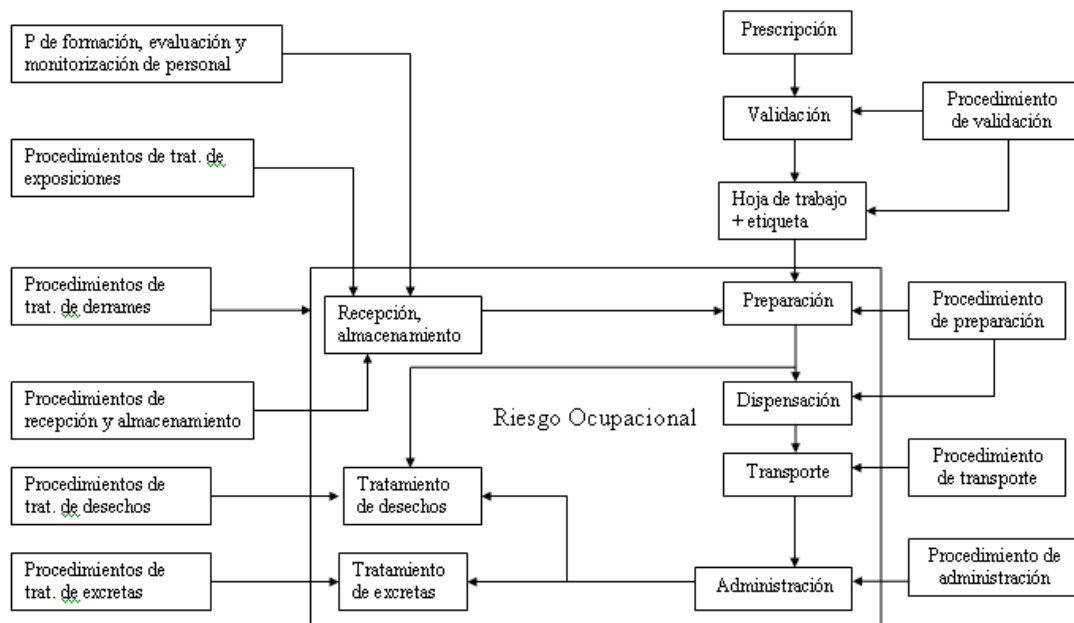 P de formación, evaluación y
monitorización de personal
Prescripción
Validación
Procedimiento
de validación
Procedimientos de trat. de
exposiciones
Hoja de trabajo
+ etiqueta
Procedimientos de
trat. de derrames
Recepción,
almacenamiento
Preparación
Procedimiento
de preparación
Procedimientos de
recepción y almacenamiento
Riesgo Ocupacional
Dispensación
Transporte
Procedimiento
de transporte
Procedimientos de
trat. de desechos
Tratamiento
de desechos
Procedimientos de
trat. de excretas
Tratamiento
de excretas
Administración
Procedimiento de
administración